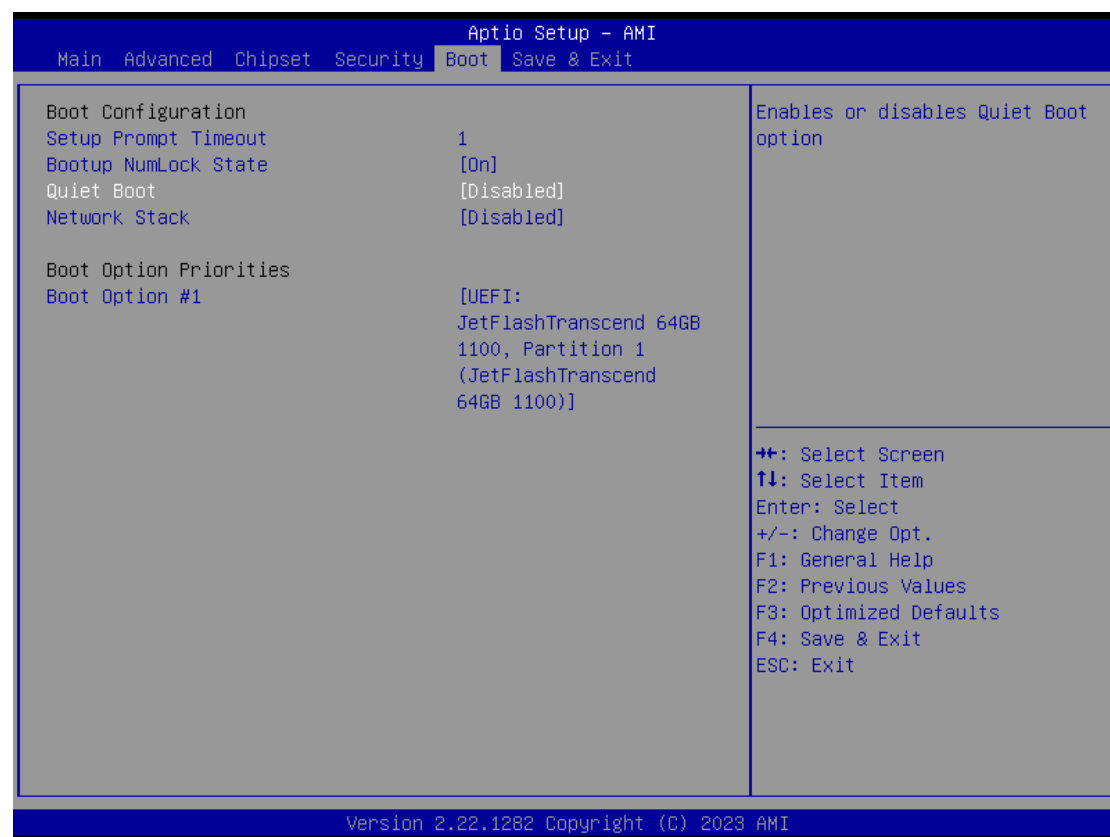 Aptio Setup – AMI
Main Advanced Chipset Security Boot Save & Exit
Boot Configuration
Setup Prompt Timeout 1
Bootup NumLock State [On]
Quiet Boot [Disabled]
Network Stack [Disabled]
Boot Option Priorities
Boot Option #1 [UEFI:
JetFlashTranscend 64GB
1100, Partition 1
(JetFlashTranscend
64GB 1100)]
Enables or disables Quiet Boot
option
→←: Select Screen
↑↓: Select Item
Enter: Select
+/-: Change Opt.
F1: General Help
F2: Previous Values
F3: Optimized Defaults
F4: Save & Exit
ESC: Exit
Version 2.22.1282 Copyright (C) 2023 AMI